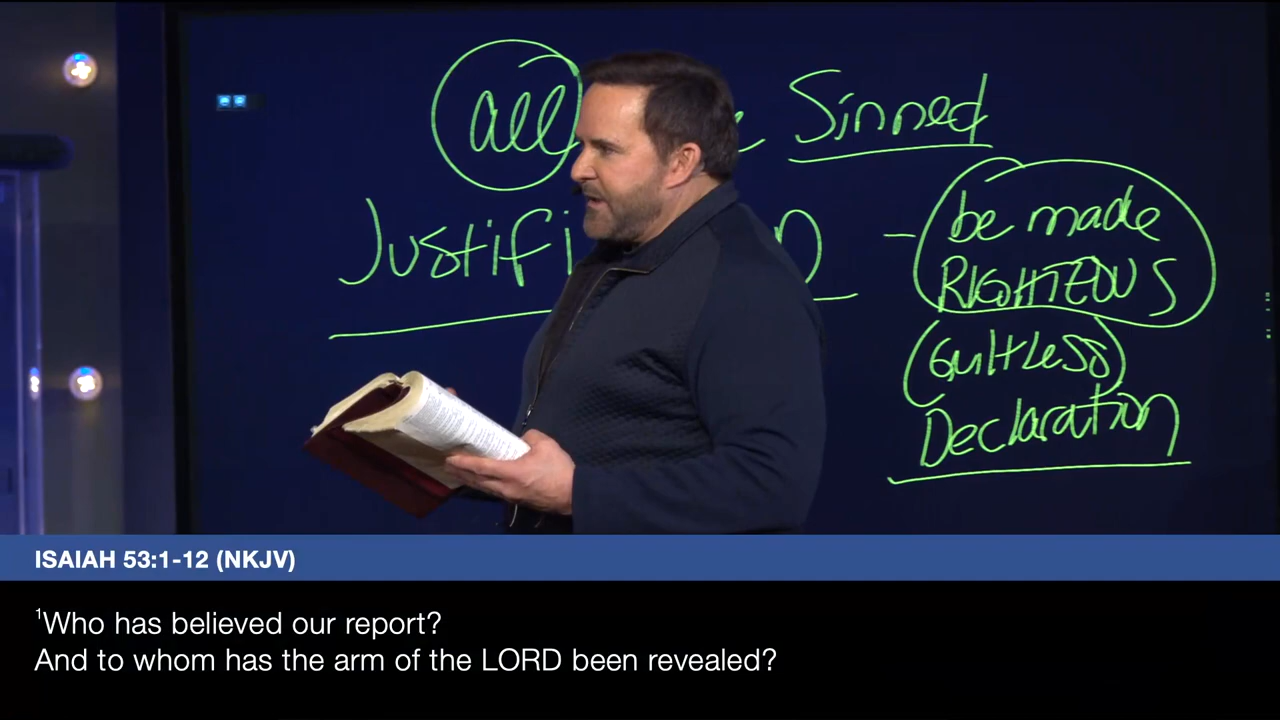 all Sinned
Justifi n - be made
RIGHTEOUS
(Guiltless)
Declaration
ISAIAH 53:1-12 (NKJV)
1Who has believed our report?
And to whom has the arm of the LORD been revealed?